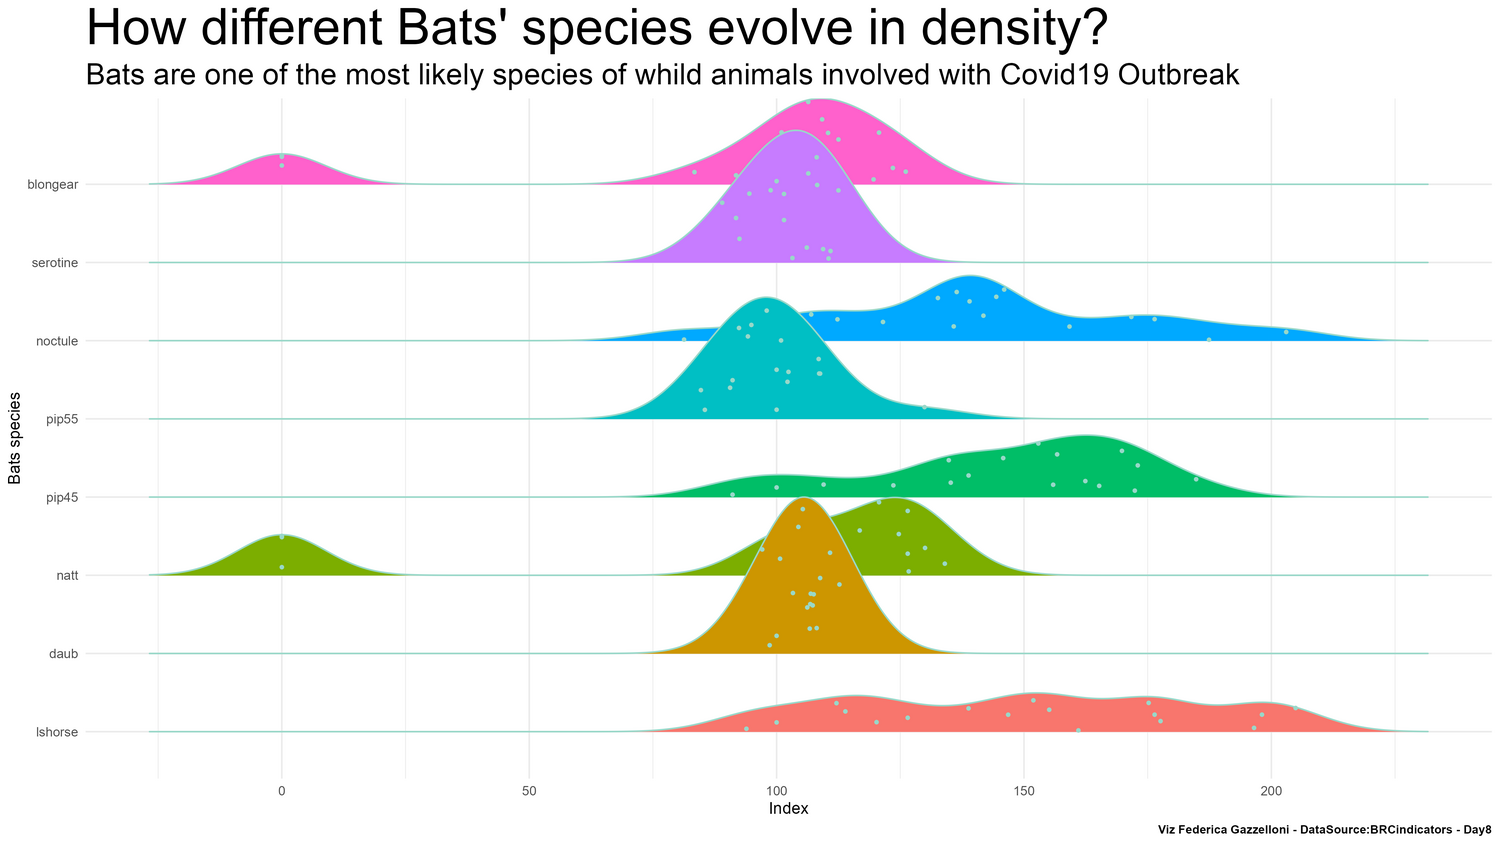 How different Bats' species evolve in density?
Bats are one of the most likely species of whild animals involved with Covid19 Outbreak
Bats species
blongear
serotine
noctule
pip55
pip45
natt
daub
lshorse
0 50 100 150 200
Index
Viz Federica Gazzelloni - DataSource:BRCindicators - Day8